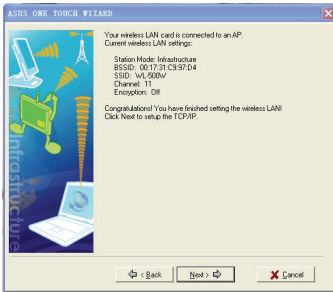 ASUS ONE TOUCH WIZARD
Your wireless LAN card is connected to an AP.
Current wireless LAN settings:
Station Mode: Infrastructure
BSSID: 00:17:31:C9:97:D4
SSID: WL-500W
Channel: 11
Encryption: Off
Congratulations! You have finished setting the wireless LAN!
Click Next to setup the TCP/IP.
Infrastructure
< Back
Next >
Cancel